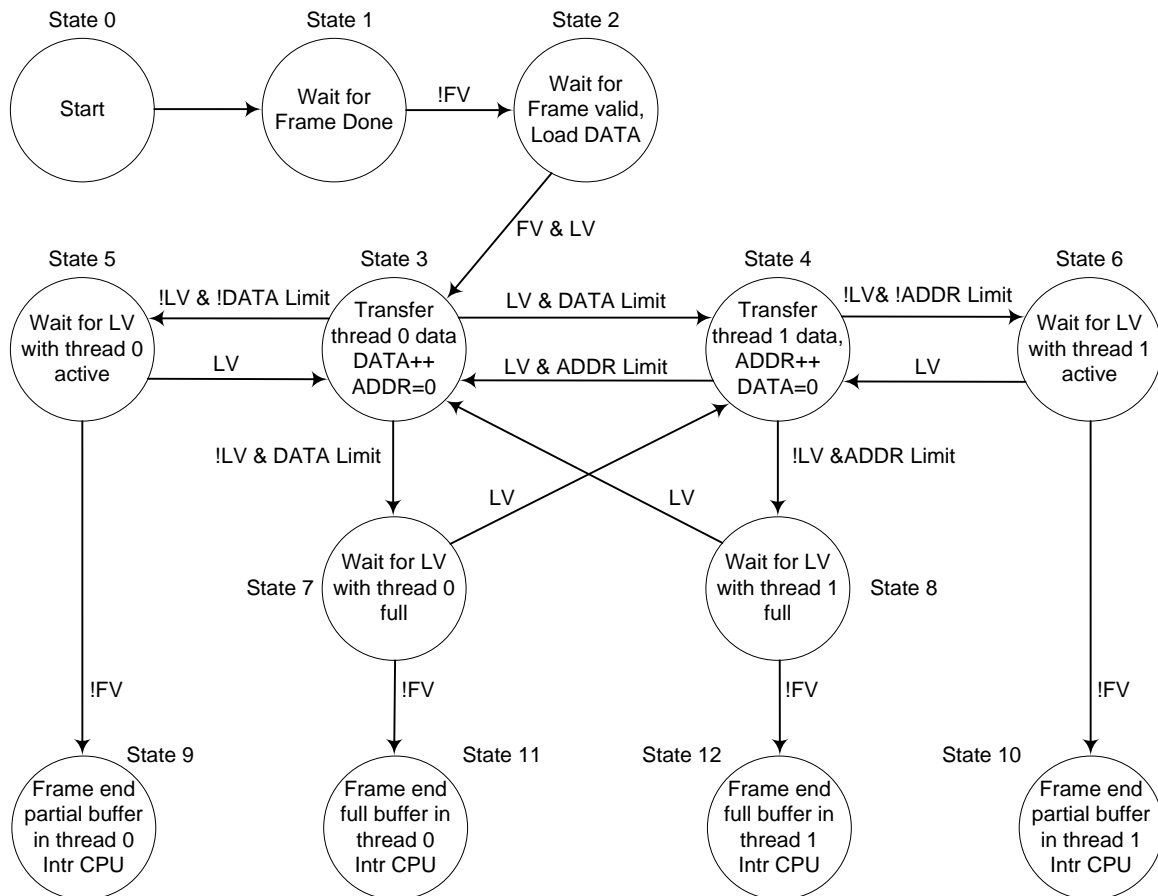 State 0
State 1
State 2
Start
Wait for
Frame Done
!FV
Wait for
Frame valid,
Load DATA
FV & LV
State 5
State 3
State 4
State 6
Wait for LV
with thread 0
active
!LV & !DATA Limit
LV
Transfer
thread 0 data
DATA++
ADDR=0
LV & DATA Limit
LV & ADDR Limit
Transfer
thread 1 data,
ADDR++
DATA=0
!LV& !ADDR Limit
LV
Wait for LV
with thread 1
active
!LV & DATA Limit
!LV &ADDR Limit
LV
LV
State 7
Wait for LV
with thread 0
full
Wait for LV
with thread 1
full
State 8
!FV
!FV
!FV
!FV
State 9
State 11
State 12
State 10
Frame end
partial buffer
in thread 0
Intr CPU
Frame end
full buffer in
thread 0
Intr CPU
Frame end
full buffer in
thread 1
Intr CPU
Frame end
partial buffer
in thread 1
Intr CPU